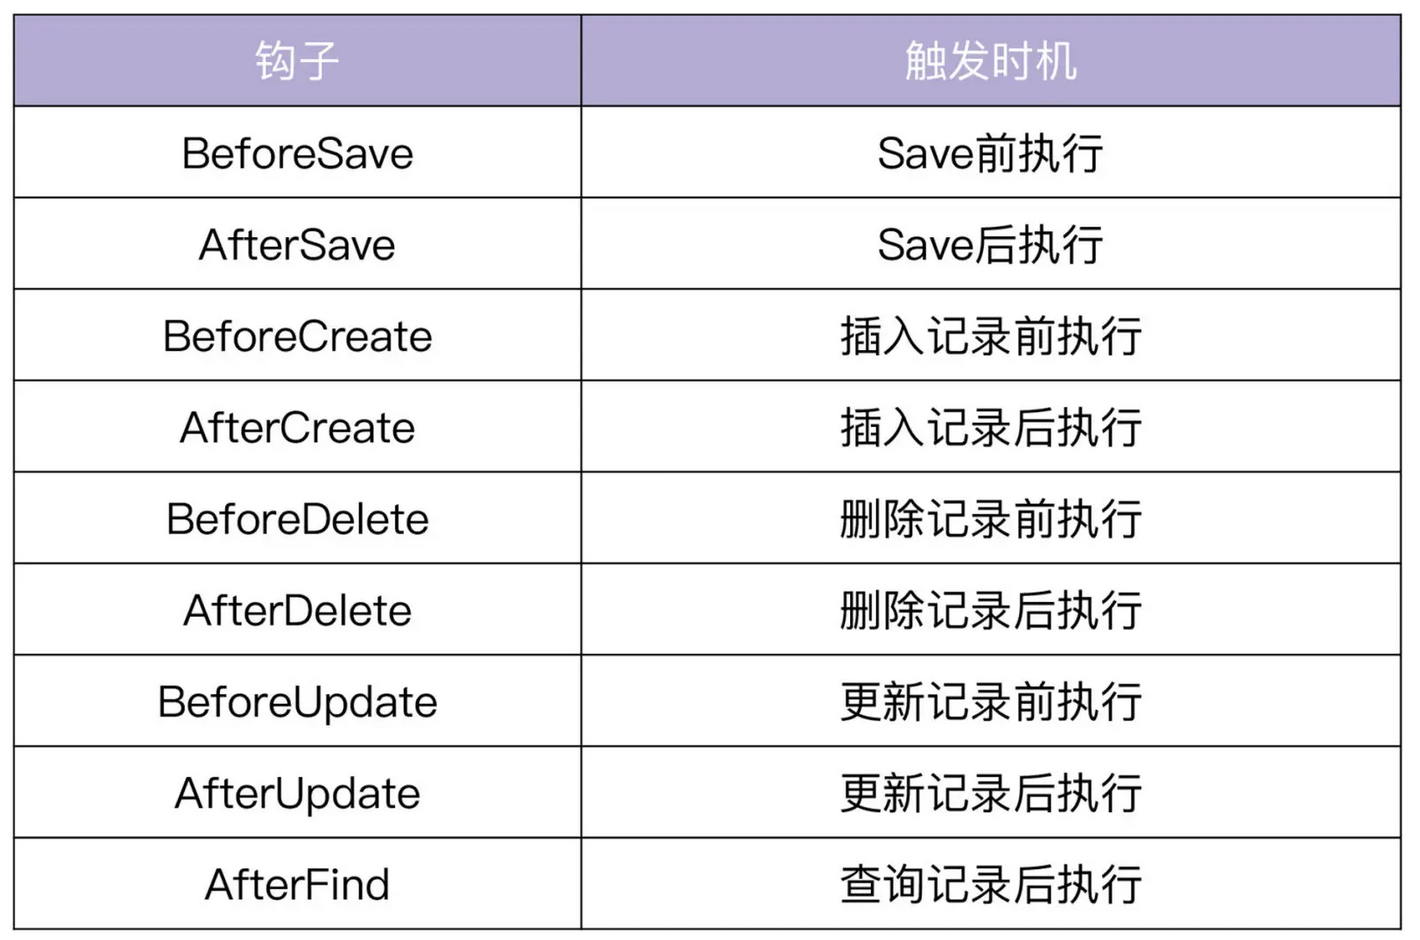 钩子 触发时机
BeforeSave Save前执行
AfterSave Save后执行
BeforeCreate 插入记录前执行
AfterCreate 插入记录后执行
BeforeDelete 删除记录前执行
AfterDelete 删除记录后执行
BeforeUpdate 更新记录前执行
AfterUpdate 更新记录后执行
AfterFind 查询记录后执行